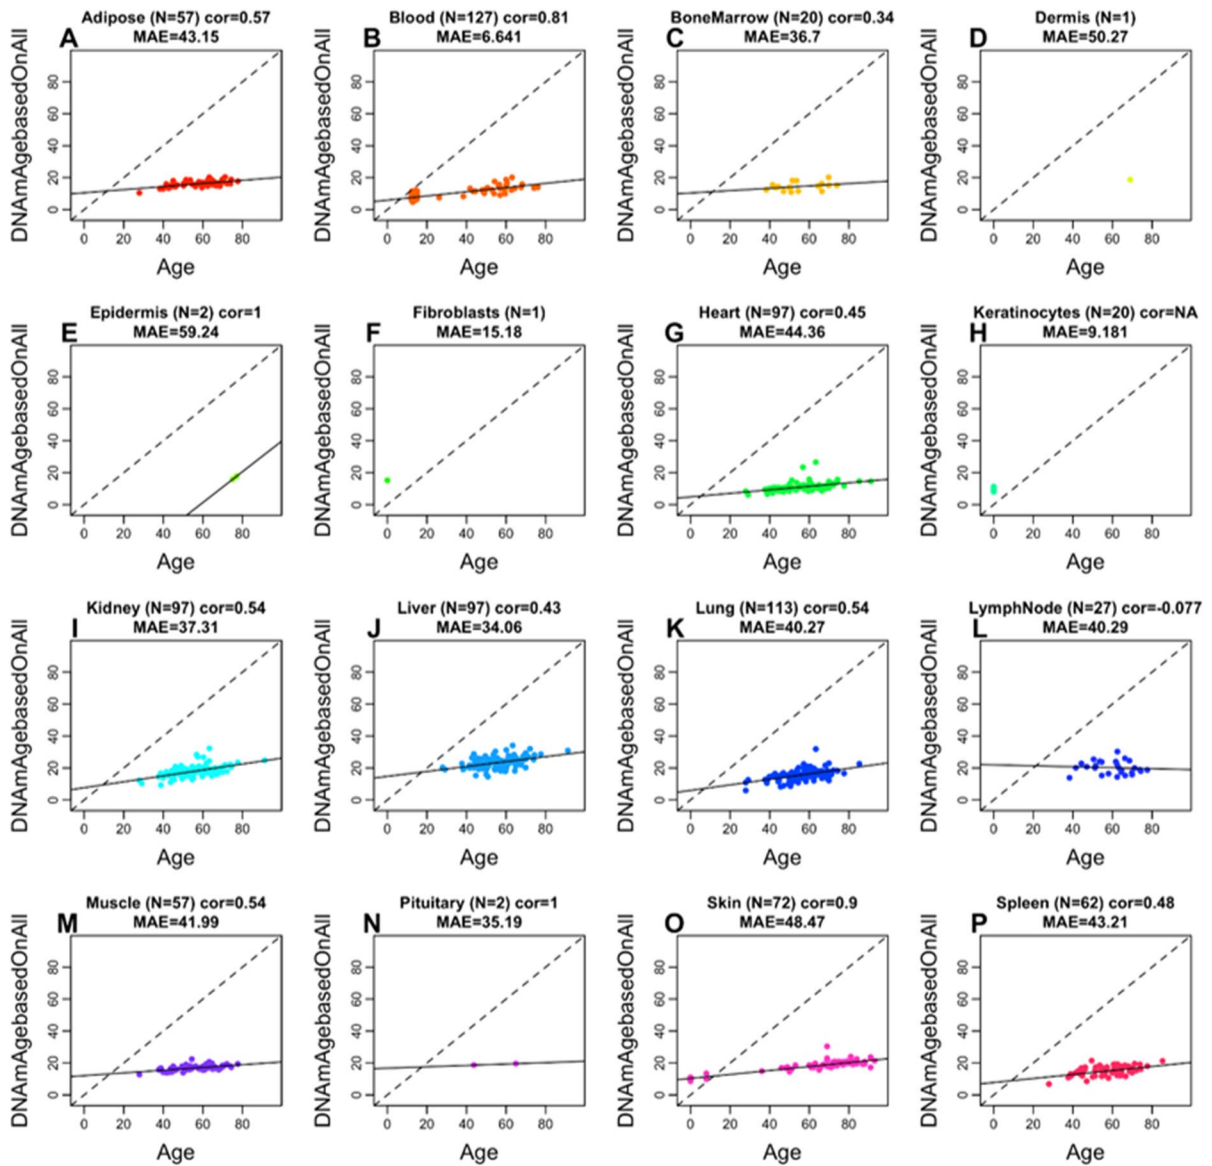 A
Adipose (N=57) cor=0.57
MAE=43.15
DNAmAgebasedOnAll
0 20 40 60 80
0 20 40 60 80
Age
B
Blood (N=127) cor=0.81
MAE=6.641
DNAmAgebasedOnAll
0 20 40 60 80
0 20 40 60 80
Age
C
BoneMarrow (N=20) cor=0.34
MAE=36.7
DNAmAgebasedOnAll
0 20 40 60 80
0 20 40 60 80
Age
D
Dermis (N=1)
MAE=50.27
DNAmAgebasedOnAll
0 20 40 60 80
0 20 40 60 80
Age
E
Epidermis (N=2) cor=1
MAE=59.24
DNAmAgebasedOnAll
0 20 40 60 80
0 20 40 60 80
Age
F
Fibroblasts (N=1)
MAE=15.18
DNAmAgebasedOnAll
0 20 40 60 80
0 20 40 60 80
Age
G
Heart (N=97) cor=0.45
MAE=44.36
DNAmAgebasedOnAll
0 20 40 60 80
0 20 40 60 80
Age
H
Keratinocytes (N=20) cor=NA
MAE=9.181
DNAmAgebasedOnAll
0 20 40 60 80
0 20 40 60 80
Age
I
Kidney (N=97) cor=0.54
MAE=37.31
DNAmAgebasedOnAll
0 20 40 60 80
0 20 40 60 80
Age
J
Liver (N=97) cor=0.43
MAE=34.06
DNAmAgebasedOnAll
0 20 40 60 80
0 20 40 60 80
Age
K
Lung (N=113) cor=0.54
MAE=40.27
DNAmAgebasedOnAll
0 20 40 60 80
0 20 40 60 80
Age
L
LymphNode (N=27) cor=-0.077
MAE=40.29
DNAmAgebasedOnAll
0 20 40 60 80
0 20 40 60 80
Age
M
Muscle (N=57) cor=0.54
MAE=41.99
DNAmAgebasedOnAll
0 20 40 60 80
0 20 40 60 80
Age
N
Pituitary (N=2) cor=1
MAE=35.19
DNAmAgebasedOnAll
0 20 40 60 80
0 20 40 60 80
Age
O
Skin (N=72) cor=0.9
MAE=48.47
DNAmAgebasedOnAll
0 20 40 60 80
0 20 40 60 80
Age
P
Spleen (N=62) cor=0.48
MAE=43.21
DNAmAgebasedOnAll
0 20 40 60 80
0 20 40 60 80
Age